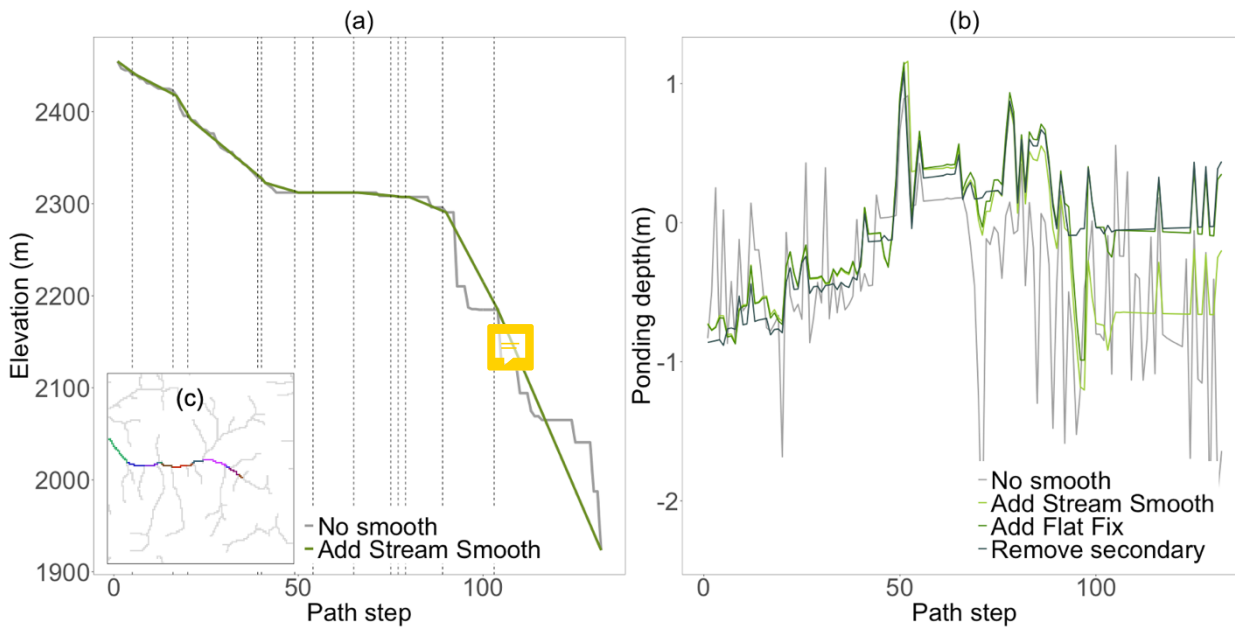 (a)
Elevation (m)
2400
2300
2200
2100
2000
1900
0
50
100
Path step
(c)
No smooth
Add Stream Smooth
(b)
Ponding depth(m)
1
0
-1
-2
0
50
100
Path step
No smooth
Add Stream Smooth
Add Flat Fix
Remove secondary